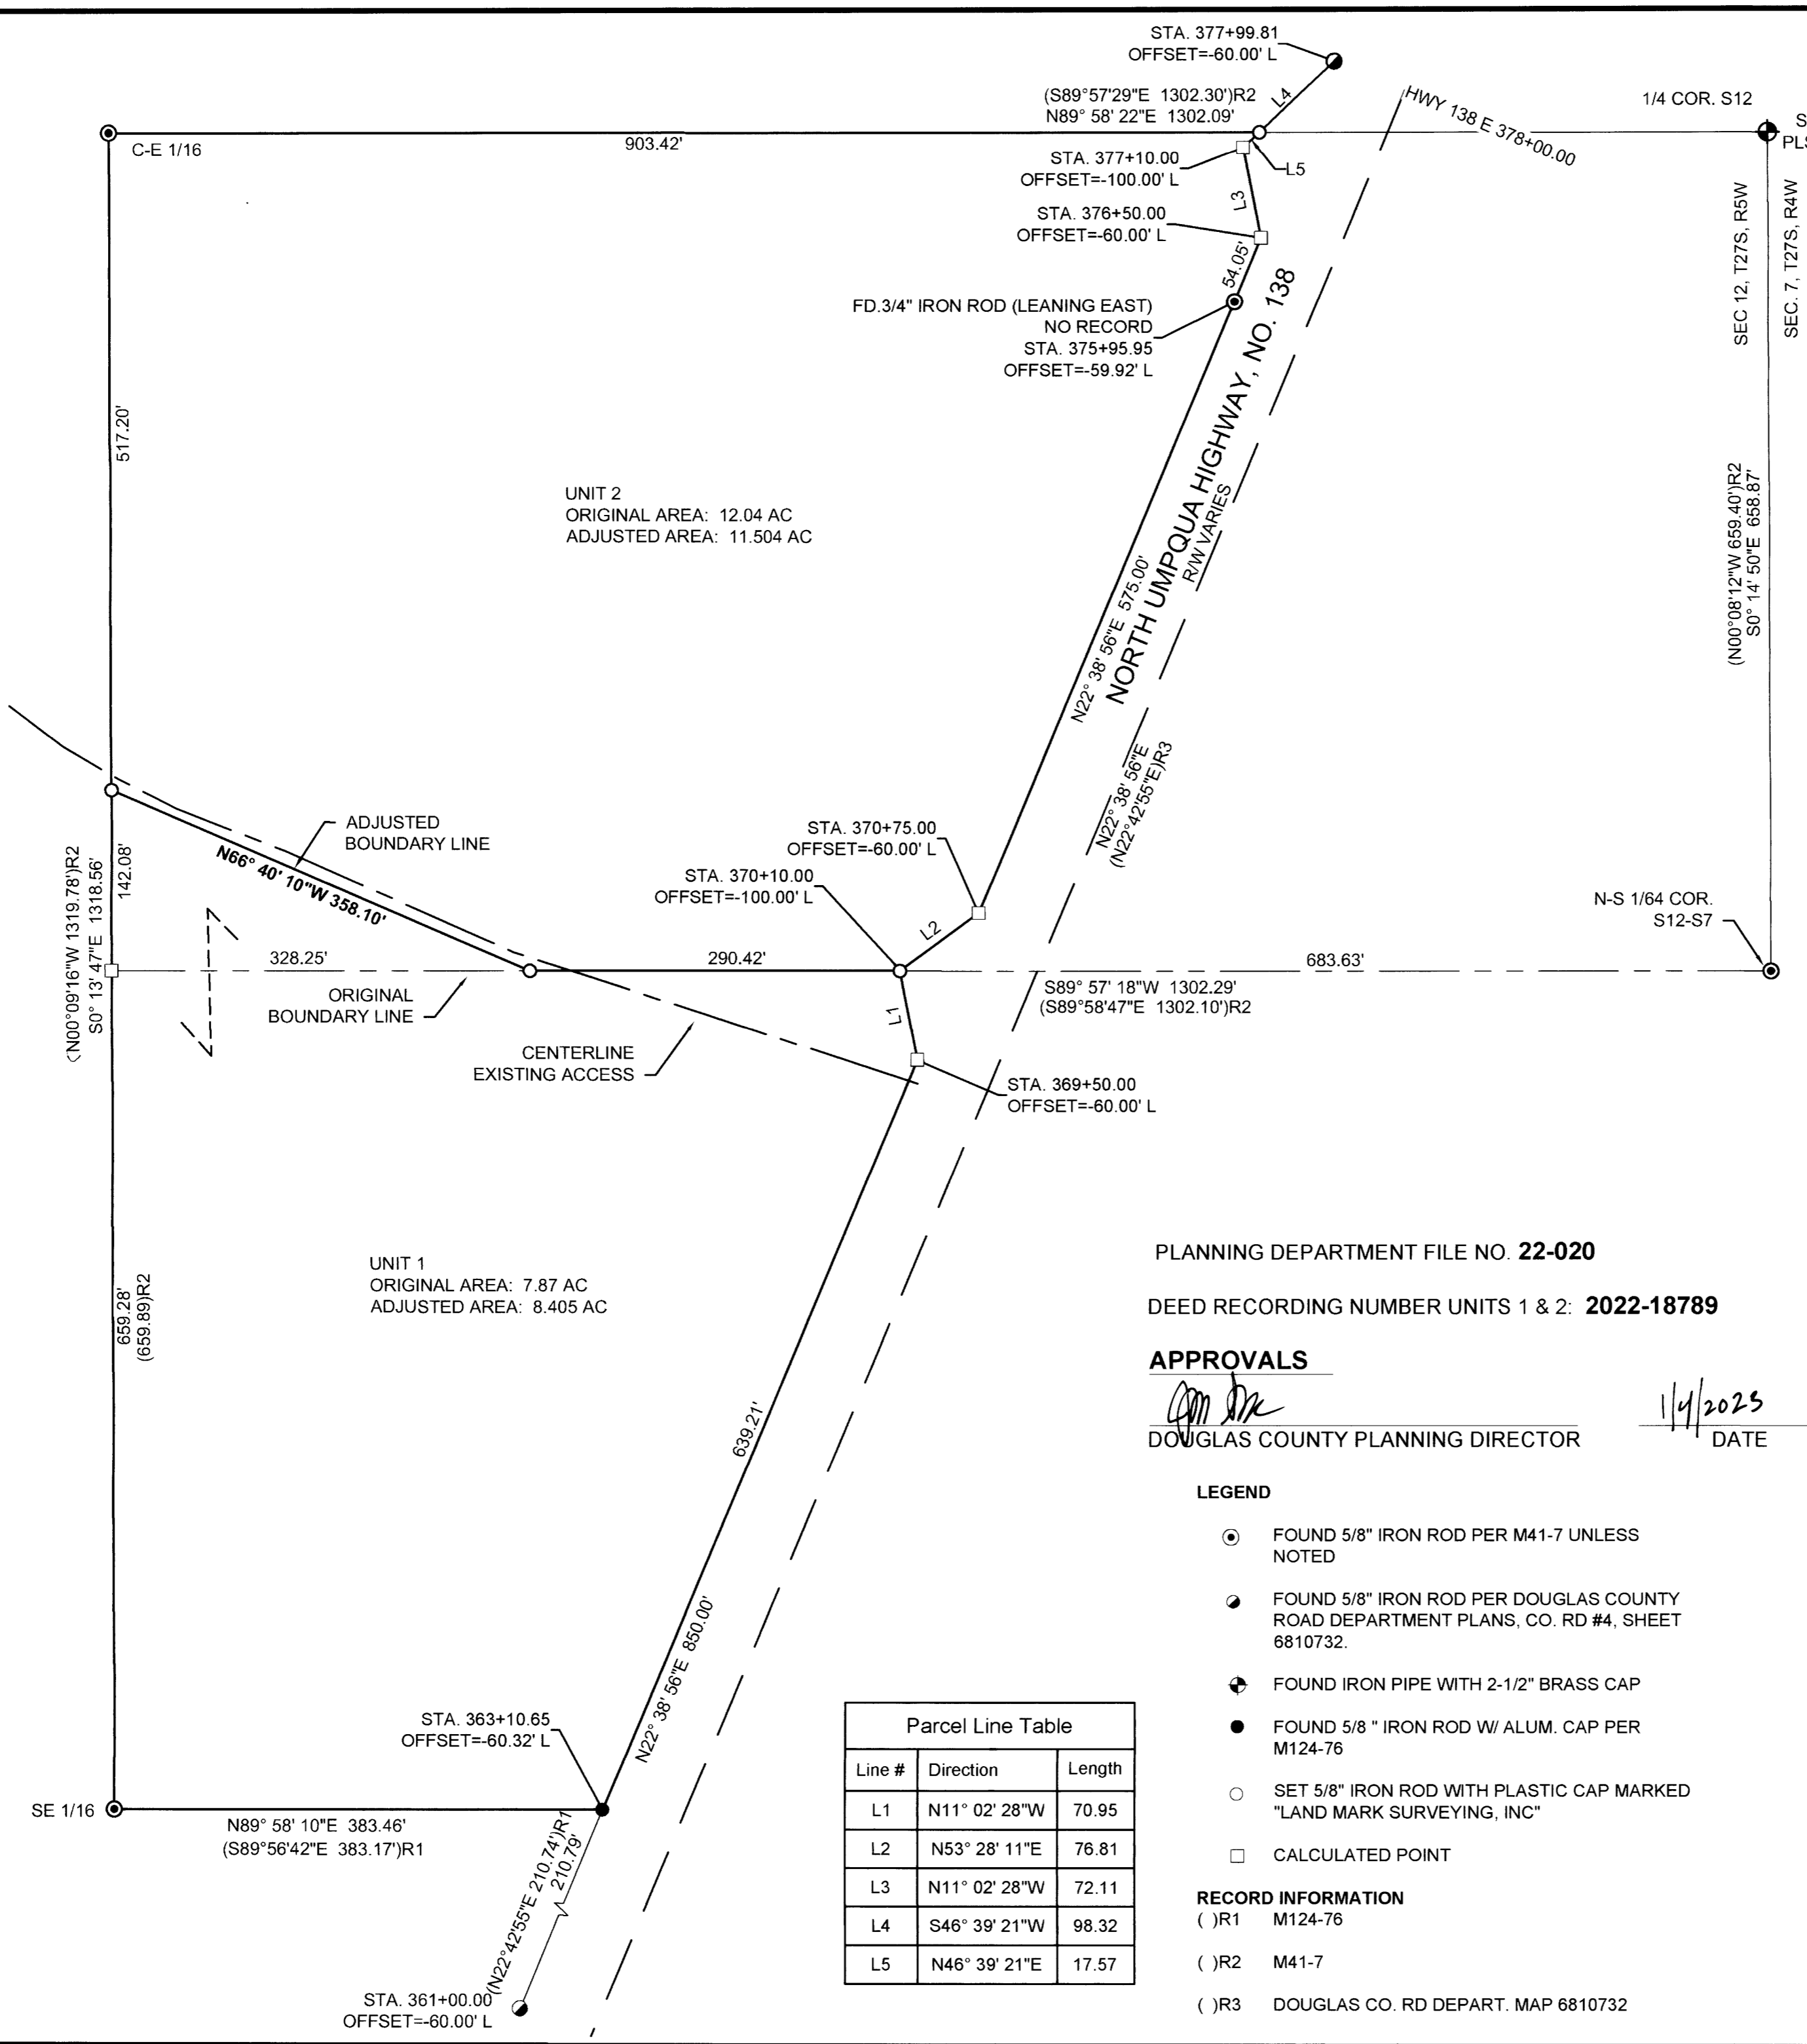 STA. 377+99.81
OFFSET=-60.00' L
(S89°57'29"E 1302.30')R2
N89° 58' 22"E 1302.09'
L4
HWY 138 E 378+00.00
1/4 COR. S12
C-E 1/16
903.42'
STA. 377+10.00
OFFSET=-100.00' L
L5
L3
STA. 376+50.00
OFFSET=-60.00' L
54.05'
FD.3/4" IRON ROD (LEANING EAST)
NO RECORD
STA. 375+95.95
OFFSET=-59.92' L
SEC 12, T27S, R5W
SEC. 7, T27S, R4W
517.20'
UNIT 2
ORIGINAL AREA: 12.04 AC
ADJUSTED AREA: 11.504 AC
NORTH UMPQUA HIGHWAY, NO. 138
R/W VARIES
N22° 38' 56"E 575.00'
(N00°08'12"W 659.40')R2
S0° 14' 50"E 658.87'
N22° 38' 56"E
(N22°42'55"E)R3
ADJUSTED
BOUNDARY LINE
N66° 40' 10"W 358.10'
STA. 370+75.00
OFFSET=-60.00' L
STA. 370+10.00
OFFSET=-100.00' L
L2
N-S 1/64 COR.
S12-S7
(N00°09'16"W 1319.78')R2
S0° 13' 47"E 1318.56'
142.08'
328.25'
290.42'
683.63'
ORIGINAL
BOUNDARY LINE
S89° 57' 18"W 1302.29'
(S89°58'47"E 1302.10')R2
L1
CENTERLINE
EXISTING ACCESS
STA. 369+50.00
OFFSET=-60.00' L
UNIT 1
ORIGINAL AREA: 7.87 AC
ADJUSTED AREA: 8.405 AC
659.28'
(659.89)R2
639.21'
N22° 38' 56"E 850.00'
STA. 363+10.65
OFFSET=-60.32' L
SE 1/16
N89° 58' 10"E 383.46'
(S89°56'42"E 383.17')R1
(N22°42'55"E 210.74')R1
210.79'
STA. 361+00.00
OFFSET=-60.00' L
PLANNING DEPARTMENT FILE NO. 22-020
DEED RECORDING NUMBER UNITS 1 & 2: 2022-18789
APPROVALS
1/4/2023
DOUGLAS COUNTY PLANNING DIRECTOR DATE
LEGEND
FOUND 5/8" IRON ROD PER M41-7 UNLESS
NOTED
FOUND 5/8" IRON ROD PER DOUGLAS COUNTY
ROAD DEPARTMENT PLANS, CO. RD #4, SHEET
6810732.
FOUND IRON PIPE WITH 2-1/2" BRASS CAP
FOUND 5/8 " IRON ROD W/ ALUM. CAP PER
M124-76
SET 5/8" IRON ROD WITH PLASTIC CAP MARKED
"LAND MARK SURVEYING, INC"
CALCULATED POINT
RECORD INFORMATION
( )R1 M124-76
( )R2 M41-7
( )R3 DOUGLAS CO. RD DEPART. MAP 6810732
Parcel Line Table
Line # Direction Length
L1 N11° 02' 28"W 70.95
L2 N53° 28' 11"E 76.81
L3 N11° 02' 28"W 72.11
L4 S46° 39' 21"W 98.32
L5 N46° 39' 21"E 17.57